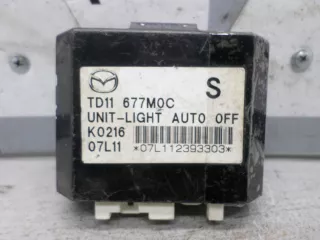 S
TD11 677M0C
UNIT-LIGHT AUTO OFF
K0216
07L11 *07L112393303*